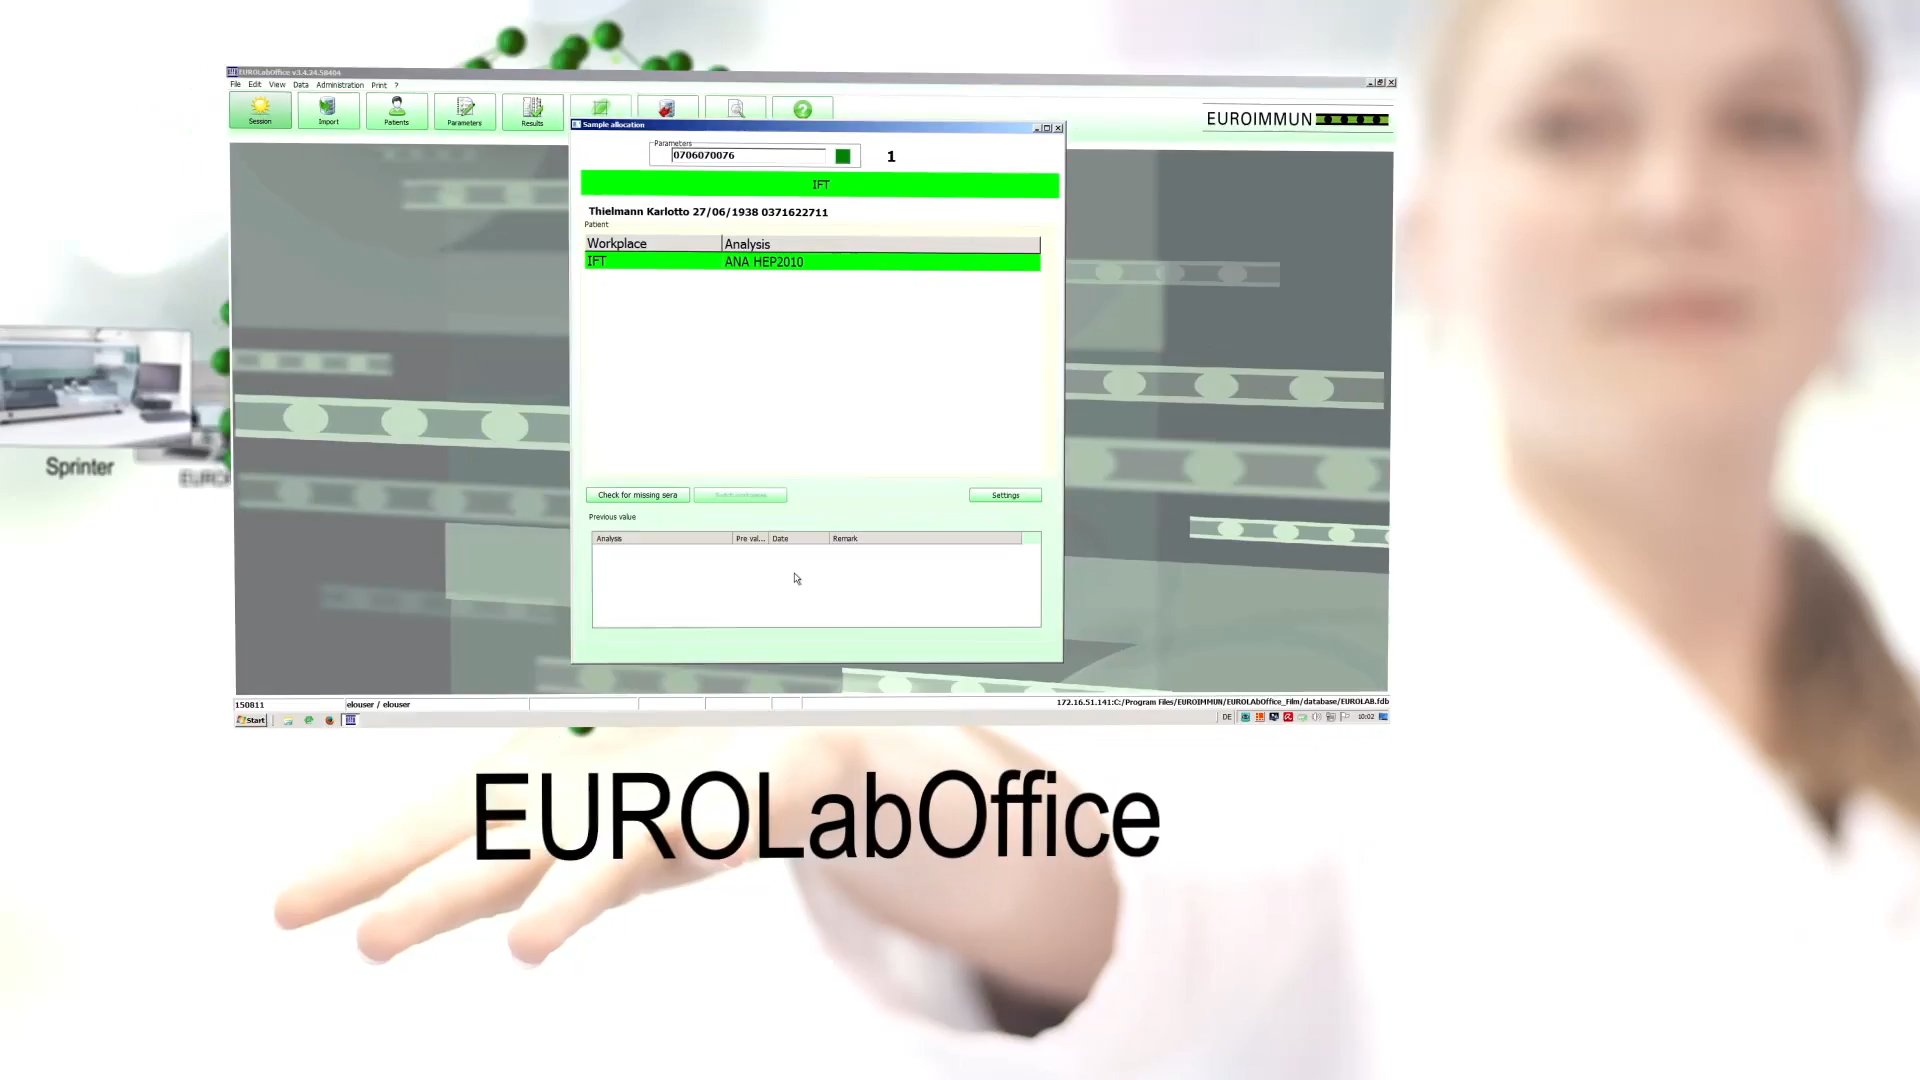 EUROLabOffice v3.4.24.58404
File Edit View Data Administration Print ?
Session Import Patients Parameters Results
EUROIMMUN
Sample allocation
Parameters
0706070076
1
IFT
Thielmann Karlotto 27/06/1938 0371622711
Patient
Workplace Analysis
IFT ANA HEP2010
Check for missing sera
Settings
Previous value
Analysis Pre val... Date Remark
150811 elouser / elouser
172.16.51.141:C:/Program Files/EUROIMMUN/EUROLAbOffice_Film/database/EUROLAB.fdb
Start
DE 10:02
Sprinter
EURO
EUROLabOffice